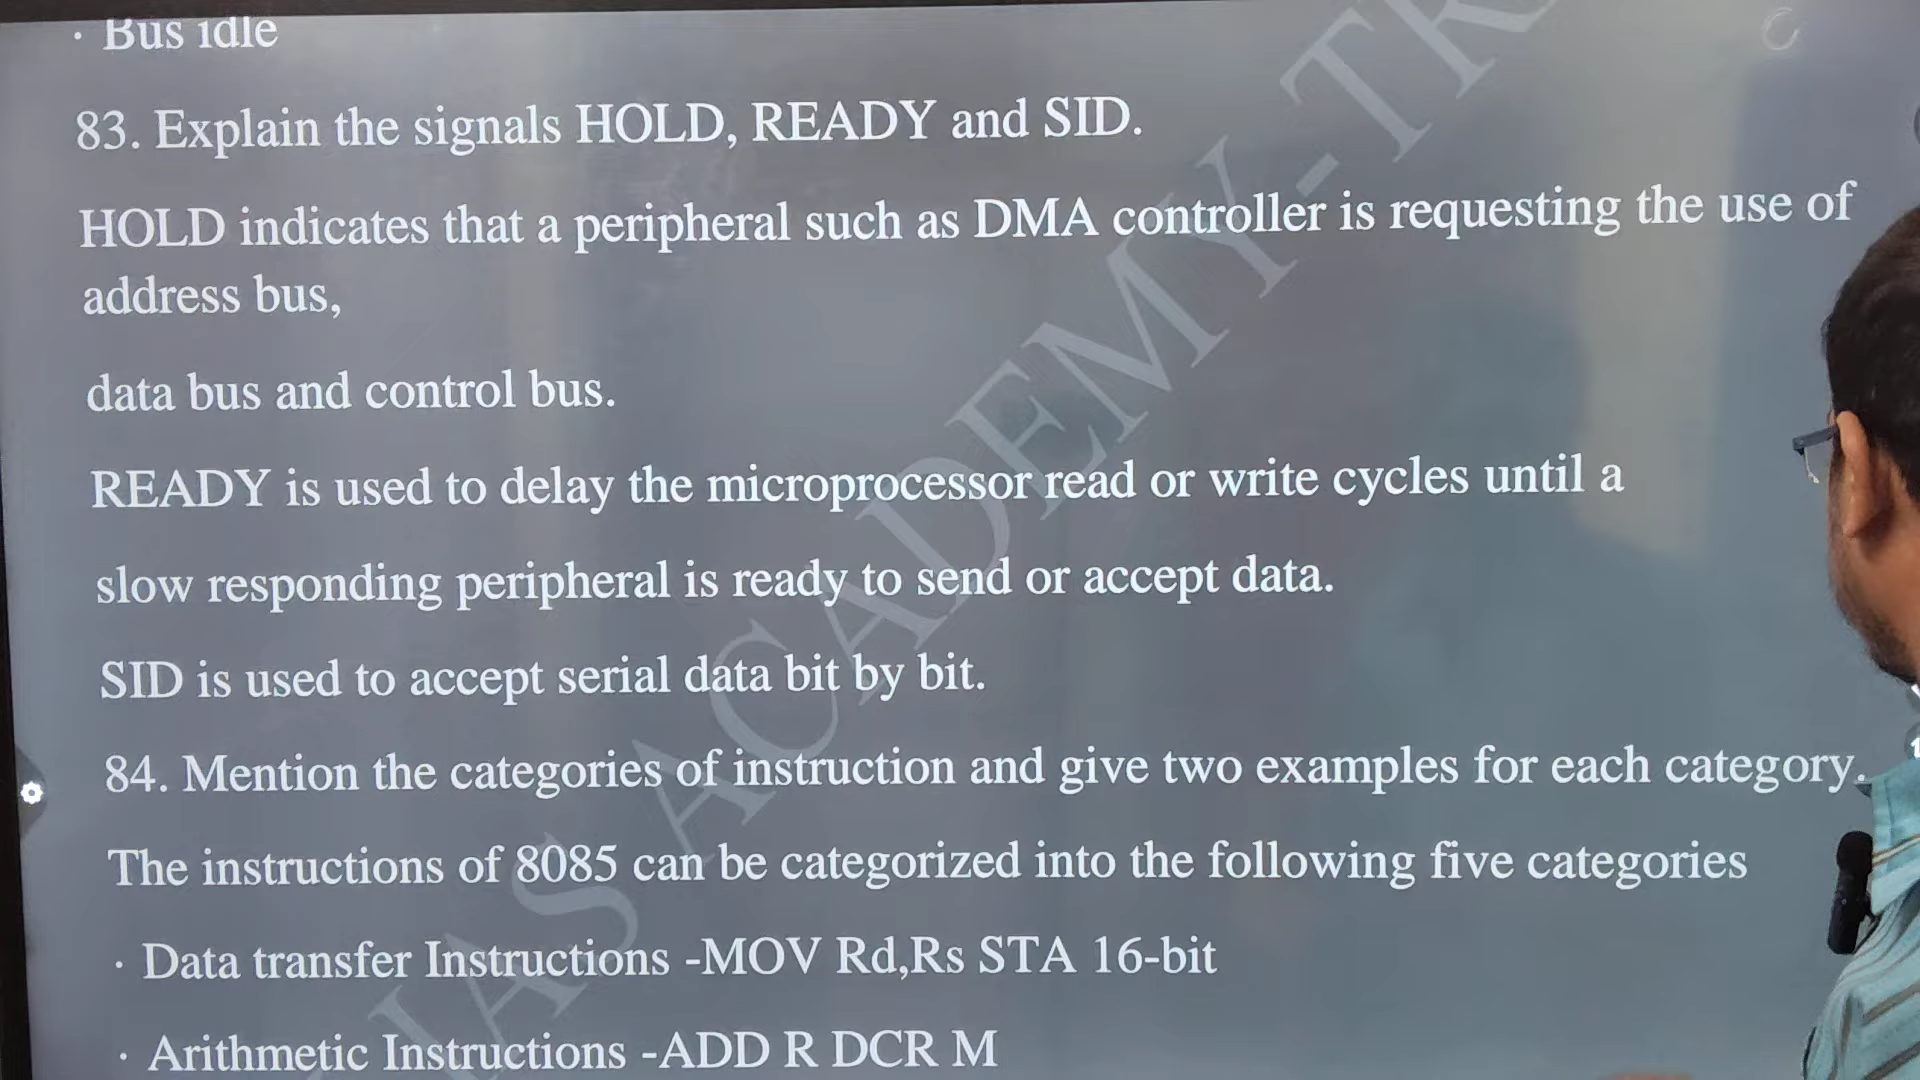 · Bus idle
83. Explain the signals HOLD, READY and SID.
HOLD indicates that a peripheral such as DMA controller is requesting the use of
address bus,
data bus and control bus.
READY is used to delay the microprocessor read or write cycles until a
slow responding peripheral is ready to send or accept data.
SID is used to accept serial data bit by bit.
84. Mention the categories of instruction and give two examples for each category.
The instructions of 8085 can be categorized into the following five categories
· Data transfer Instructions -MOV Rd,Rs STA 16-bit
· Arithmetic Instructions -ADD R DCR M
ACADEMY-